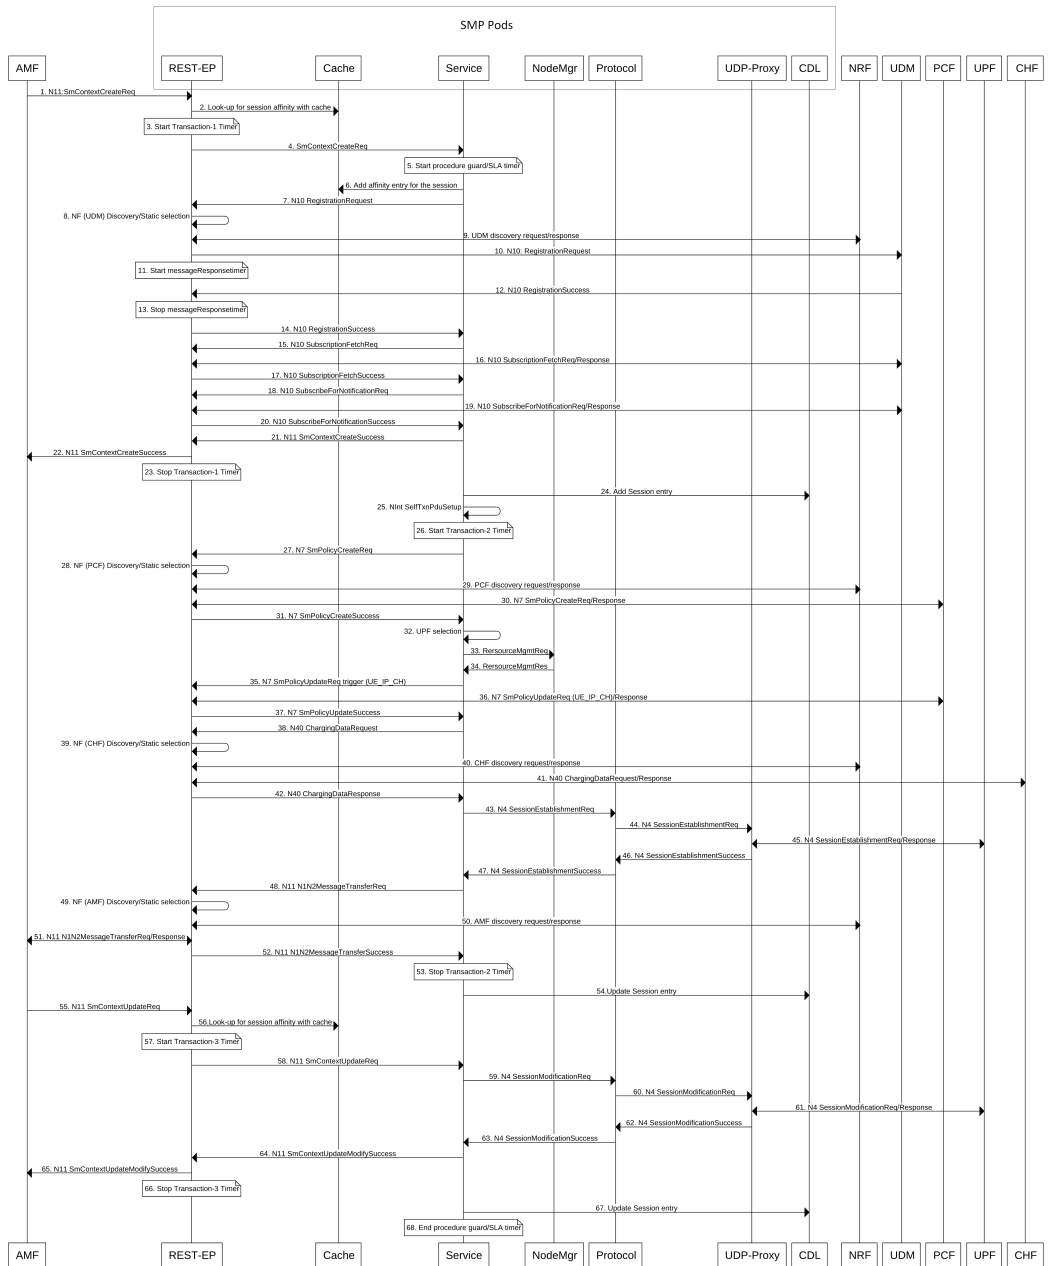 SMP Pods
AMF
REST-EP
Cache
Service
NodeMgr
Protocol
UDP-Proxy
CDL
NRF
UDM
PCF
UPF
CHF
1. N11:SmContextCreateReq
2. Look-up for session affinity with cache
3. Start Transaction-1 Timer
4. SmContextCreateReq
5. Start procedure guard/SLA timer
6. Add affinity entry for the session
7. N10 RegistrationRequest
8. NF (UDM) Discovery/Static selection
9. UDM discovery request/response
10. N10: RegistrationRequest
11. Start messageResponsetimer
12. N10 RegistrationSuccess
13. Stop messageResponsetimer
14. N10 RegistrationSuccess
15. N10 SubscriptionFetchReq
16. N10 SubscriptionFetchReq/Response
17. N10 SubscriptionFetchSuccess
18. N10 SubscribeForNotificationReq
19. N10 SubscribeForNotificationReq/Response
20. N10 SubscribeForNotificationSuccess
21. N11 SmContextCreateSuccess
22. N11 SmContextCreateSuccess
23. Stop Transaction-1 Timer
24. Add Session entry
25. NInt SelfTxnPduSetup
26. Start Transaction-2 Timer
27. N7 SmPolicyCreateReq
28. NF (PCF) Discovery/Static selection
29. PCF discovery request/response
30. N7 SmPolicyCreateReq/Response
31. N7 SmPolicyCreateSuccess
32. UPF selection
33. RersourceMgmtReq
34. RersourceMgmtRes
35. N7 SmPolicyUpdateReq trigger (UE_IP_CH)
36. N7 SmPolicyUpdateReq (UE_IP_CH)/Response
37. N7 SmPolicyUpdateSuccess
38. N40 ChargingDataRequest
39. NF (CHF) Discovery/Static selection
40. CHF discovery request/response
41. N40 ChargingDataRequest/Response
42. N40 ChargingDataResponse
43. N4 SessionEstablishmentReq
44. N4 SessionEstablishmentReq
45. N4 SessionEstablishmentReq/Response
46. N4 SessionEstablishmentSuccess
47. N4 SessionEstablishmentSuccess
48. N11 N1N2MessageTransferReq
49. NF (AMF) Discovery/Static selection
50. AMF discovery request/response
51. N11 N1N2MessageTransferReq/Response
52. N11 N1N2MessageTransferSuccess
53. Stop Transaction-2 Timer
54.Update Session entry
55. N11 SmContextUpdateReq
56.Look-up for session affinity with cache
57. Start Transaction-3 Timer
58. N11 SmContextUpdateReq
59. N4 SessionModificationReq
60. N4 SessionModificationReq
61. N4 SessionModificationReq/Response
62. N4 SessionModificationSuccess
63. N4 SessionModificationSuccess
64. N11 SmContextUpdateModifySuccess
65. N11 SmContextUpdateModifySuccess
66. Stop Transaction-3 Timer
67. Update Session entry
68. End procedure guard/SLA timer
AMF
REST-EP
Cache
Service
NodeMgr
Protocol
UDP-Proxy
CDL
NRF
UDM
PCF
UPF
CHF